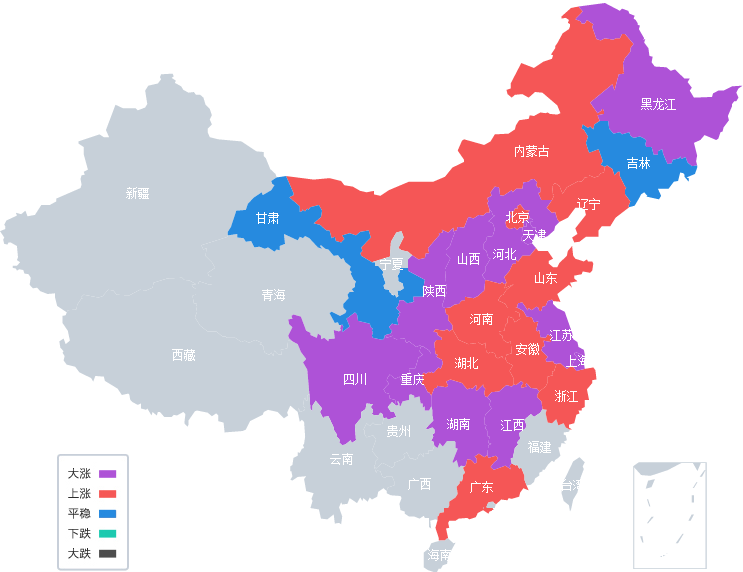 黑龙江
内蒙古
吉林
新疆
辽宁
甘肃
北京
天津
宁夏
山西
河北
山东
青海
陕西
河南
江苏
西藏
安徽
上海
湖北
四川
重庆
浙江
湖南
江西
贵州
福建
云南
广西
广东
台湾
海南
大涨
上涨
平稳
下跌
大跌